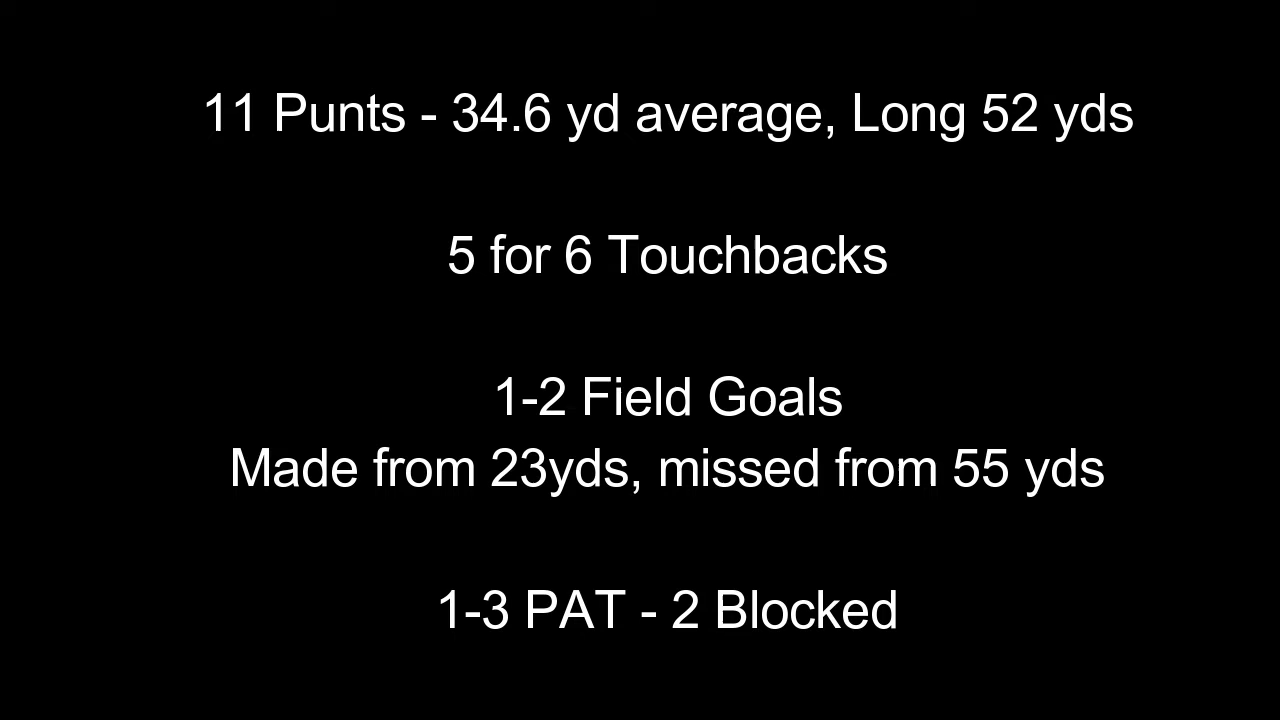 11 Punts - 34.6 yd average, Long 52 yds
5 for 6 Touchbacks
1-2 Field Goals
Made from 23yds, missed from 55 yds
1-3 PAT - 2 Blocked